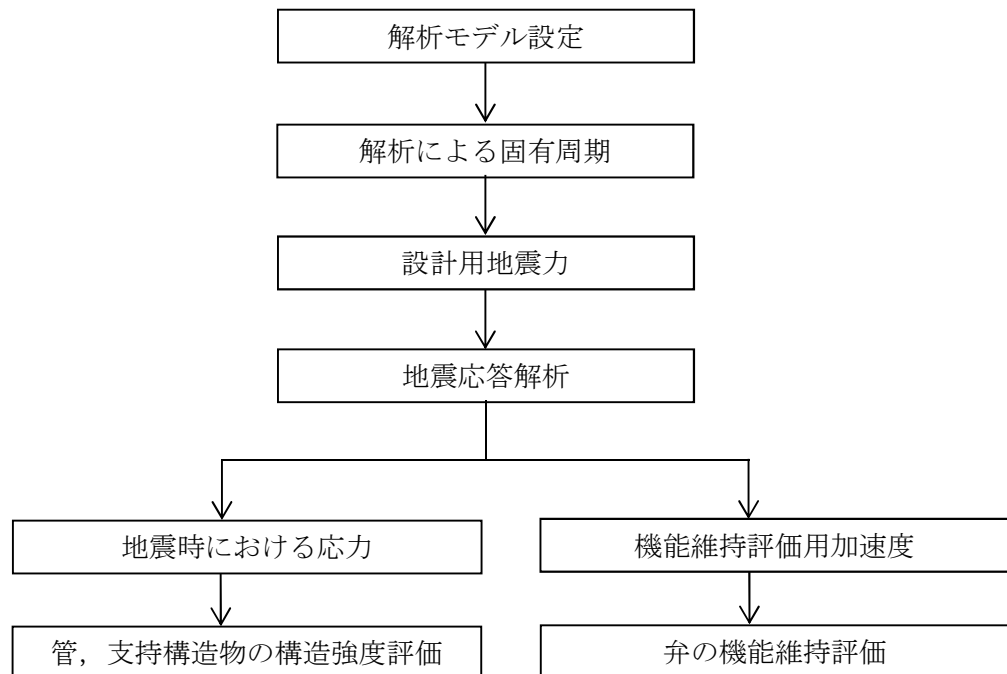 解析モデル設定
解析による固有周期
設計用地震力
地震応答解析
地震時における応力
機能維持評価用加速度
管，支持構造物の構造強度評価
弁の機能維持評価